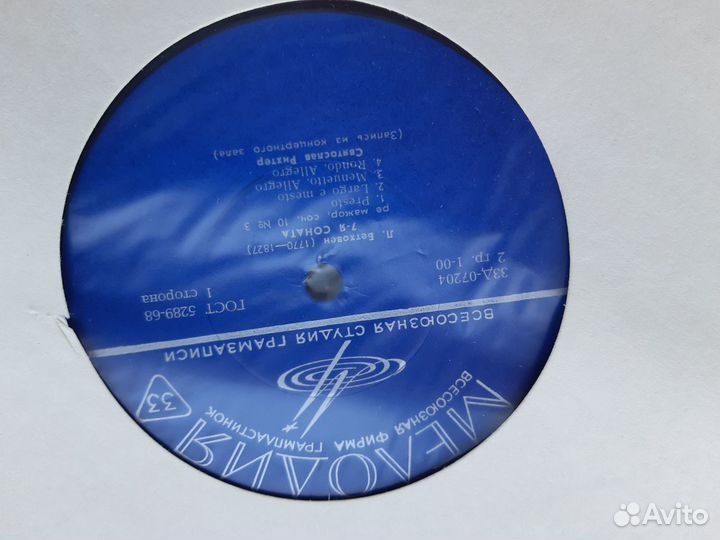 МЕЛОДИЯ
ВСЕСОЮЗНАЯ ФИРМА ГРАМПЛАСТИНОК
33
ВСЕСОЮЗНАЯ СТУДИЯ ГРАМЗАПИСИ
ГОСТ 5289-68
1 сторона
33Д-07204
2 гр. 1-00
Л. Бетховен (1770—1827)
7-я СОНАТА
ре мажор, соч. 10 № 3
1. Presto
2. Largo e mesto
3. Menuetto. Allegro
4. Rondo. Allegro
Святослав Рихтер
(Запись из концертного зала)
Avito